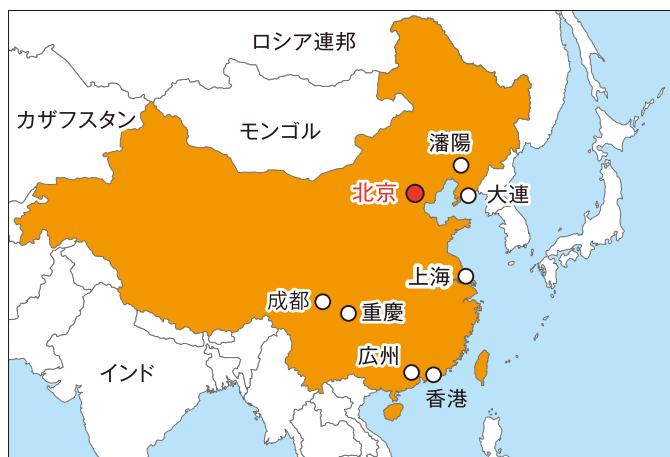 ロシア連邦
カザフスタン
モンゴル
瀋陽
北京
大連
上海
成都
重慶
インド
広州
香港